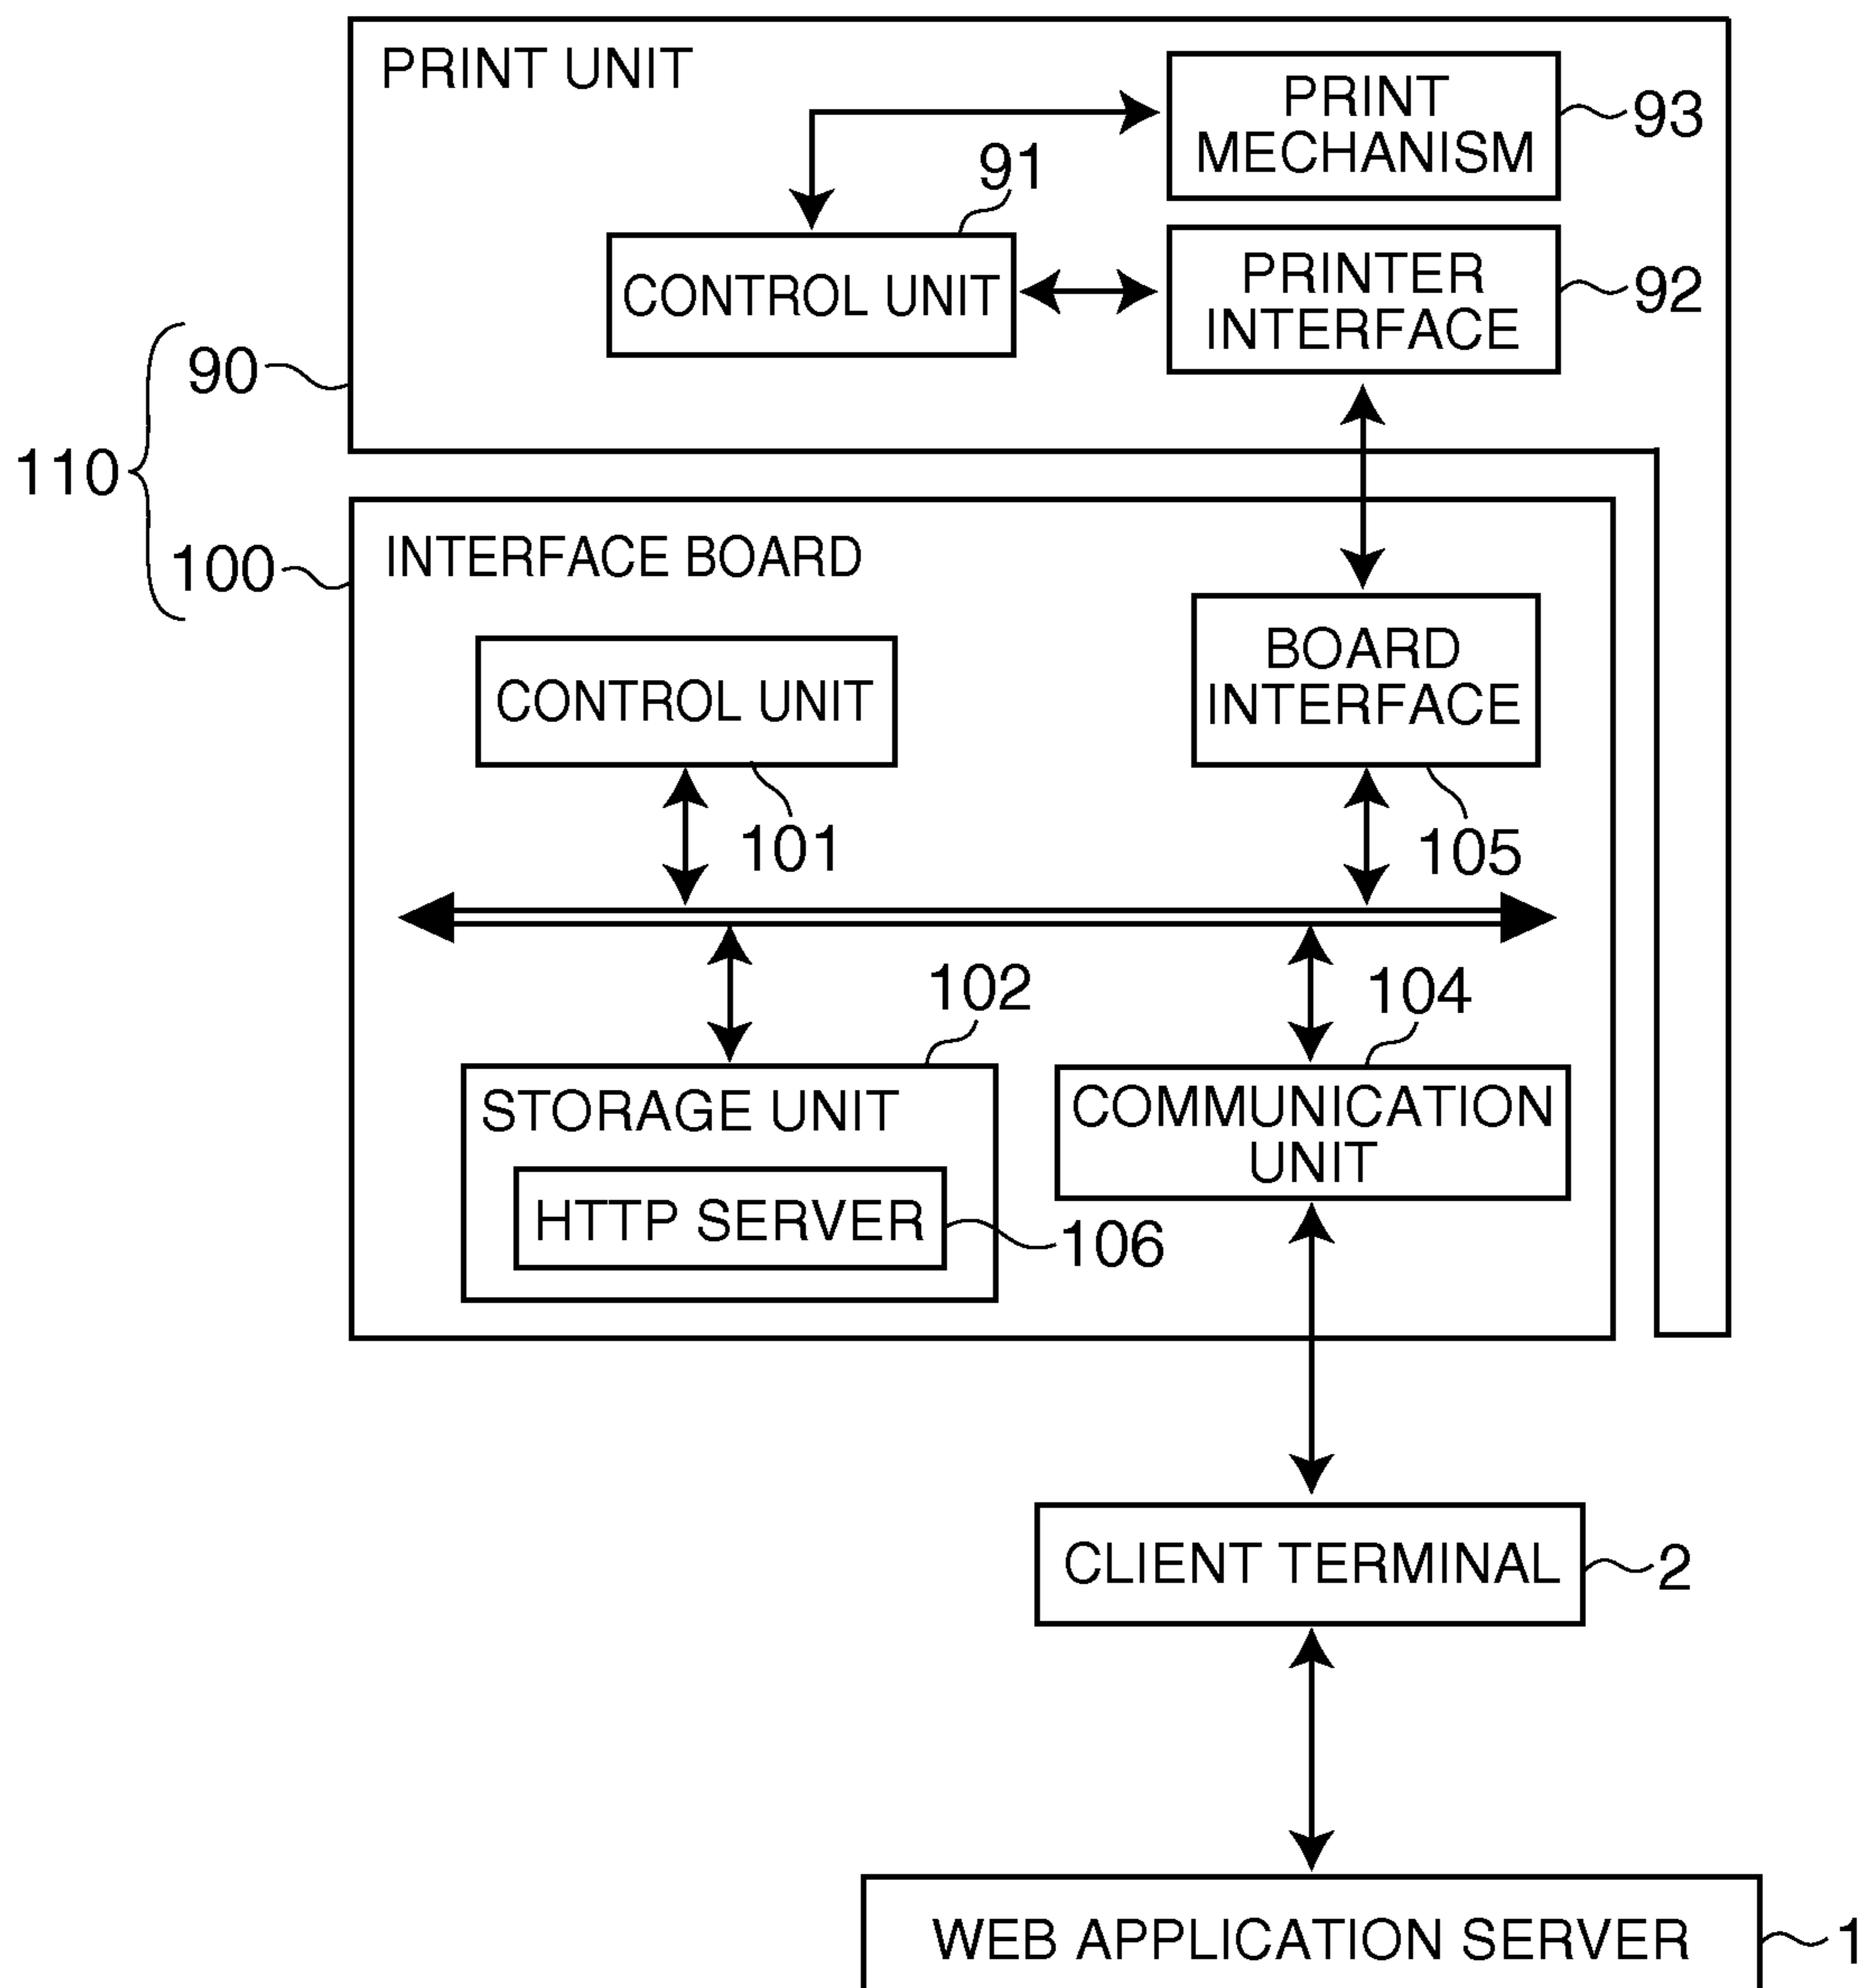 PRINT UNIT
PRINT
MECHANISM
93
91
CONTROL UNIT
PRINTER
INTERFACE
92
90
110
100
INTERFACE BOARD
CONTROL UNIT
101
BOARD
INTERFACE
105
102
104
STORAGE UNIT
HTTP SERVER
106
COMMUNICATION
UNIT
CLIENT TERMINAL
2
WEB APPLICATION SERVER
1